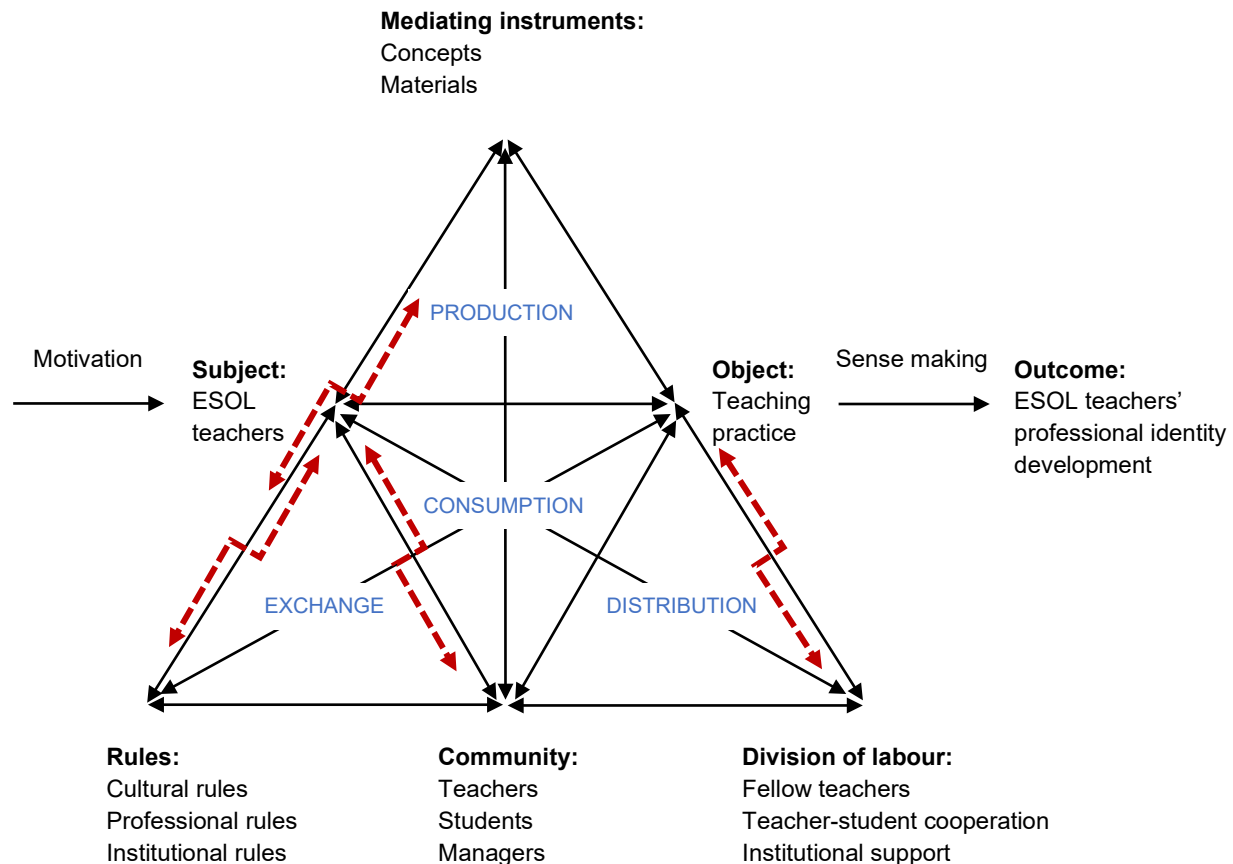 Mediating instruments:
Concepts
Materials
PRODUCTION
Motivation
Subject:
ESOL
teachers
Object:
Teaching
practice
Sense making
Outcome:
ESOL teachers’
professional identity
development
CONSUMPTION
EXCHANGE
DISTRIBUTION
Rules:
Cultural rules
Professional rules
Institutional rules
Community:
Teachers
Students
Managers
Division of labour:
Fellow teachers
Teacher-student cooperation
Institutional support